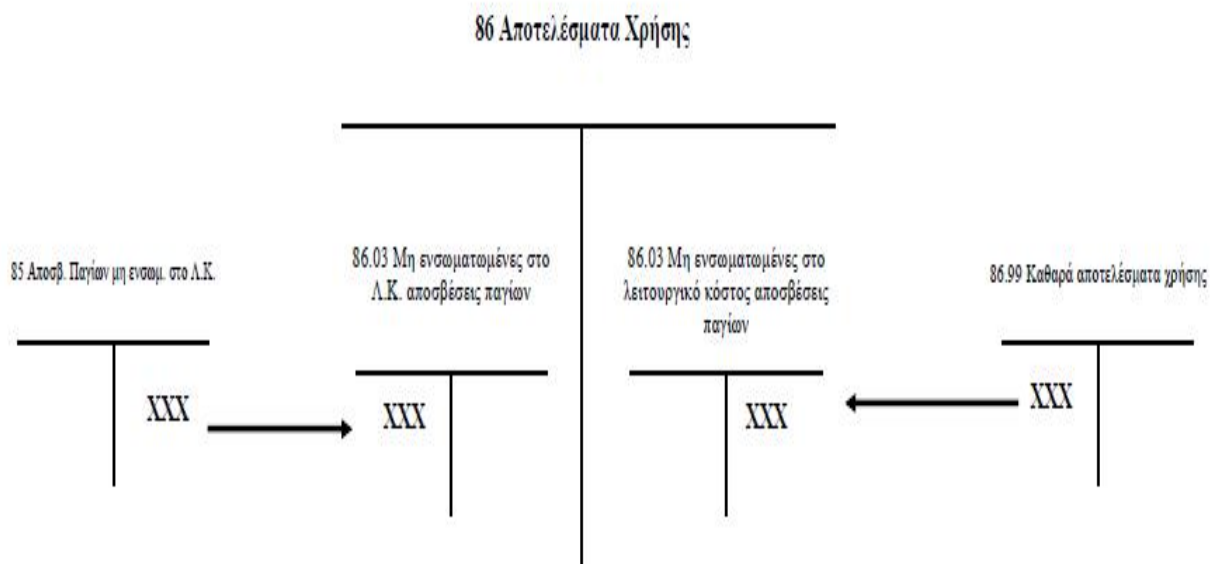 86 Αποτελέσματα Χρήσης
85 Αποσβ. Παγίων μη ενσωμ. στο Λ.Κ.
86.03 Μη ενσωματωμένες στο
Λ.Κ. αποσβέσεις παγίων
86.03 Μη ενσωματωμένες στο
λειτουργικό κόστος αποσβέσεις
παγίων
86.99 Καθαρά αποτελέσματα χρήσης
XXX
XXX
XXX
XXX